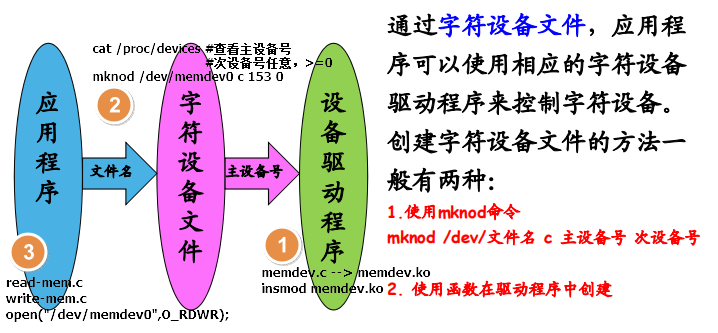 cat /proc/devices #查看主设备号
#次设备号任意，>=0
mknod /dev/memdev0 c 153 0
2
应用程序
文件名
字符设备文件
主设备号
设备驱动程序
3
read-mem.c
write-mem.c
open("/dev/memdev0",O_RDWR);
1
memdev.c --> memdev.ko
insmod memdev.ko
通过字符设备文件，应用程
序可以使用相应的字符设备
驱动程序来控制字符设备。
创建字符设备文件的方法一
般有两种：
1.使用mknod命令
mknod /dev/文件名 c 主设备号 次设备号
2. 使用函数在驱动程序中创建